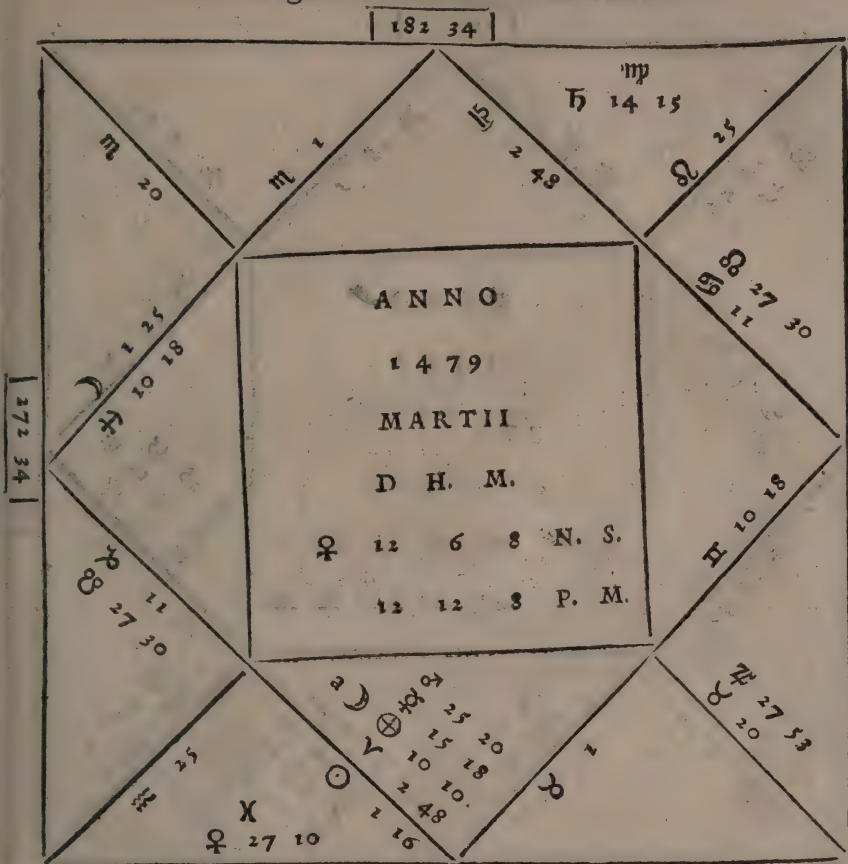 182 34
♍
♄ 14 15
♏ 20
♏ 1
♎ 2 48
♌ 25
☊ 27 30
♋ 11
☽ 1 25
♐ 10 18
272 34
ANNO
1479
MARTII
D H. M.
♀ 12 6 8 N. S.
12 12 8 P. M.
♊ 10 18
♑ 11
☋ 27 30
♂ 25 20
☿ 15 18
a ☽ ⊗ 10 10.
♈ 2 48
☉ 1 16
♃ 27 53
♉ 20
♉ 1
♒ 25
♓
♀ 27 10